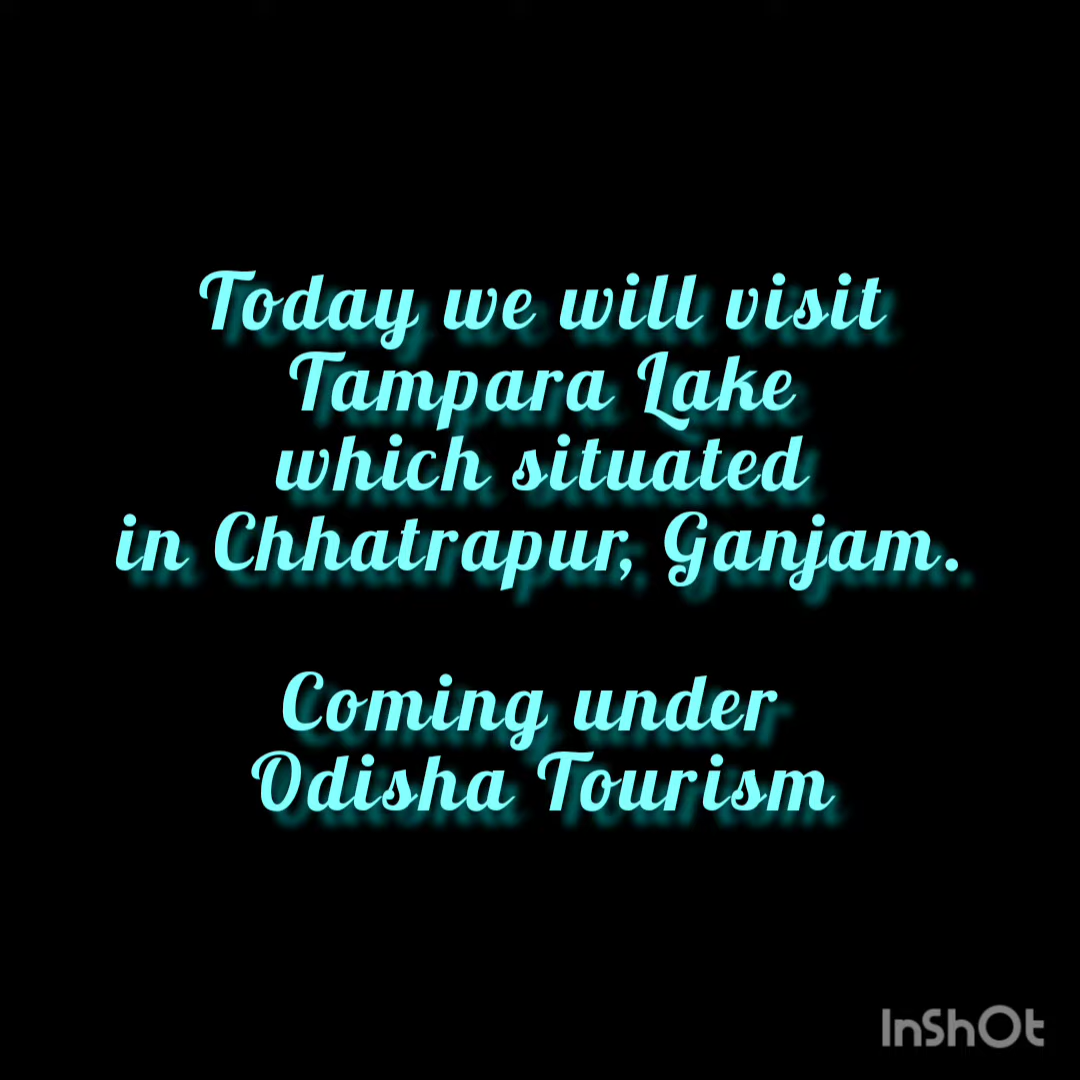 Today we will visit
Tampara Lake
which situated
in Chhatrapur, Ganjam.
Coming under
Odisha Tourism
InShOt